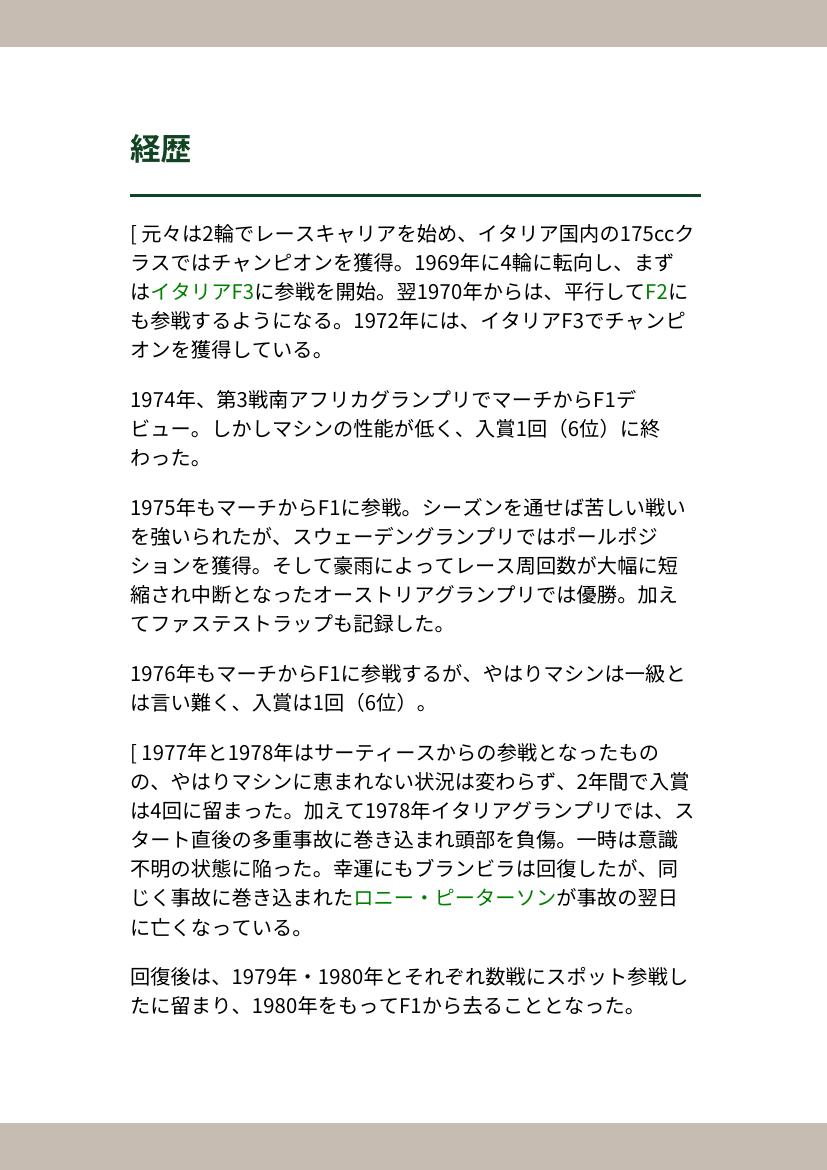 経歴
[ 元々は2輪でレースキャリアを始め、イタリア国内の175ccク
ラスではチャンピオンを獲得。1969年に4輪に転向し、まず
はイタリアF3に参戦を開始。翌1970年からは、平行してF2に
も参戦するようになる。1972年には、イタリアF3でチャンピ
オンを獲得している。
1974年、第3戦南アフリカグランプリでマーチからF1デ
ビュー。しかしマシンの性能が低く、入賞1回（6位）に終
わった。
1975年もマーチからF1に参戦。シーズンを通せば苦しい戦い
を強いられたが、スウェーデングランプリではポールポジ
ションを獲得。そして豪雨によってレース周回数が大幅に短
縮され中断となったオーストリアグランプリでは優勝。加え
てファステストラップも記録した。
1976年もマーチからF1に参戦するが、やはりマシンは一級と
は言い難く、入賞は1回（6位）。
[ 1977年と1978年はサーティースからの参戦となったもの
の、やはりマシンに恵まれない状況は変わらず、2年間で入賞
は4回に留まった。加えて1978年イタリアグランプリでは、ス
タート直後の多重事故に巻き込まれ頭部を負傷。一時は意識
不明の状態に陥った。幸運にもブランビラは回復したが、同
じく事故に巻き込まれたロニー・ピーターソンが事故の翌日
に亡くなっている。
回復後は、1979年・1980年とそれぞれ数戦にスポット参戦し
たに留まり、1980年をもってF1から去ることとなった。